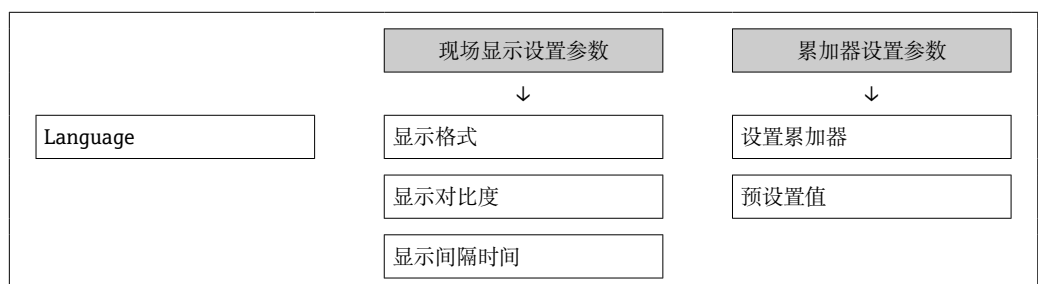 现场显示设置参数
累加器设置参数
↓
↓
Language
显示格式
设置累加器
显示对比度
预设置值
显示间隔时间